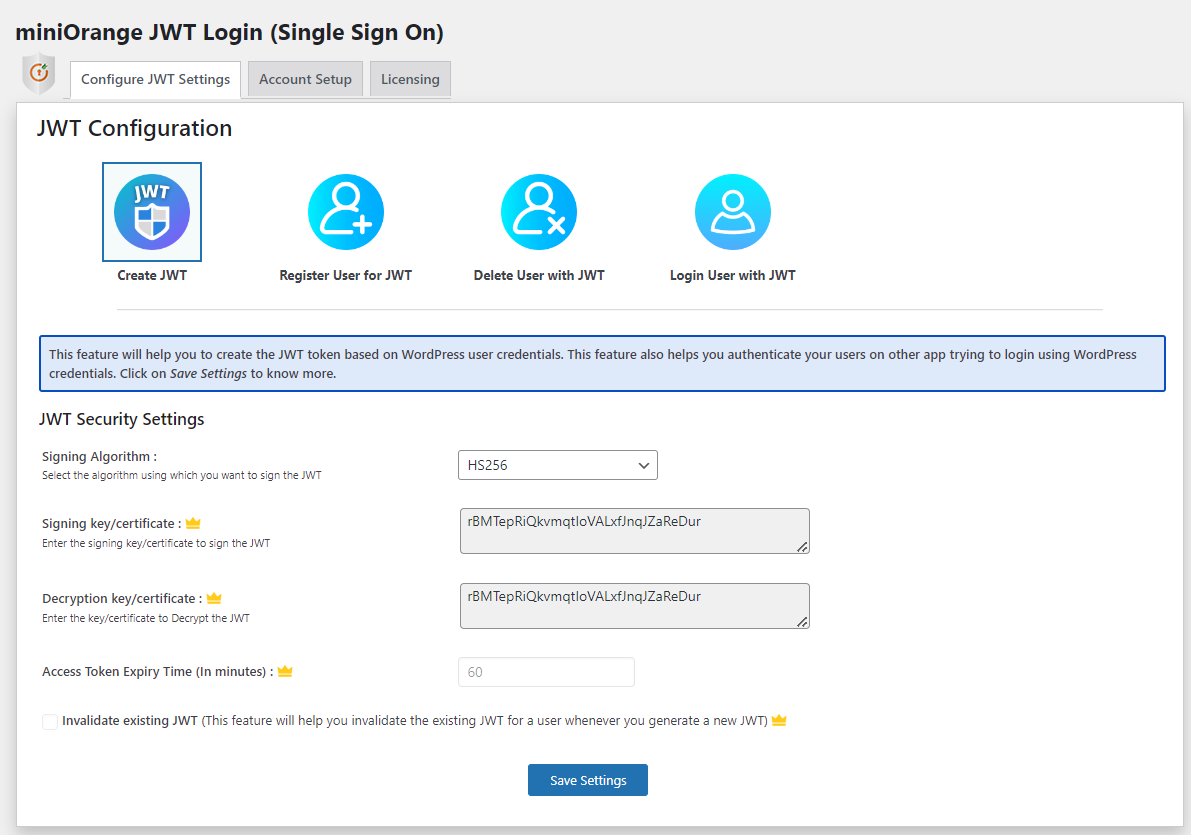 miniOrange JWT Login (Single Sign On)
Configure JWT Settings
Account Setup
Licensing
JWT Configuration
JWT
Create JWT
Register User for JWT
Delete User with JWT
Login User with JWT
This feature will help you to create the JWT token based on WordPress user credentials. This feature also helps you authenticate your users on other app trying to login using WordPress
credentials. Click on Save Settings to know more.
JWT Security Settings
Signing Algorithm :
Select the algorithm using which you want to sign the JWT
HS256
Signing key/certificate :
Enter the signing key/certificate to sign the JWT
rBMTepRiQkvmqtIoVALxfJnqJZaReDur
Decryption key/certificate :
Enter the key/certificate to Decrypt the JWT
rBMTepRiQkvmqtIoVALxfJnqJZaReDur
Access Token Expiry Time (In minutes) :
60
Invalidate existing JWT (This feature will help you invalidate the existing JWT for a user whenever you generate a new JWT)
Save Settings